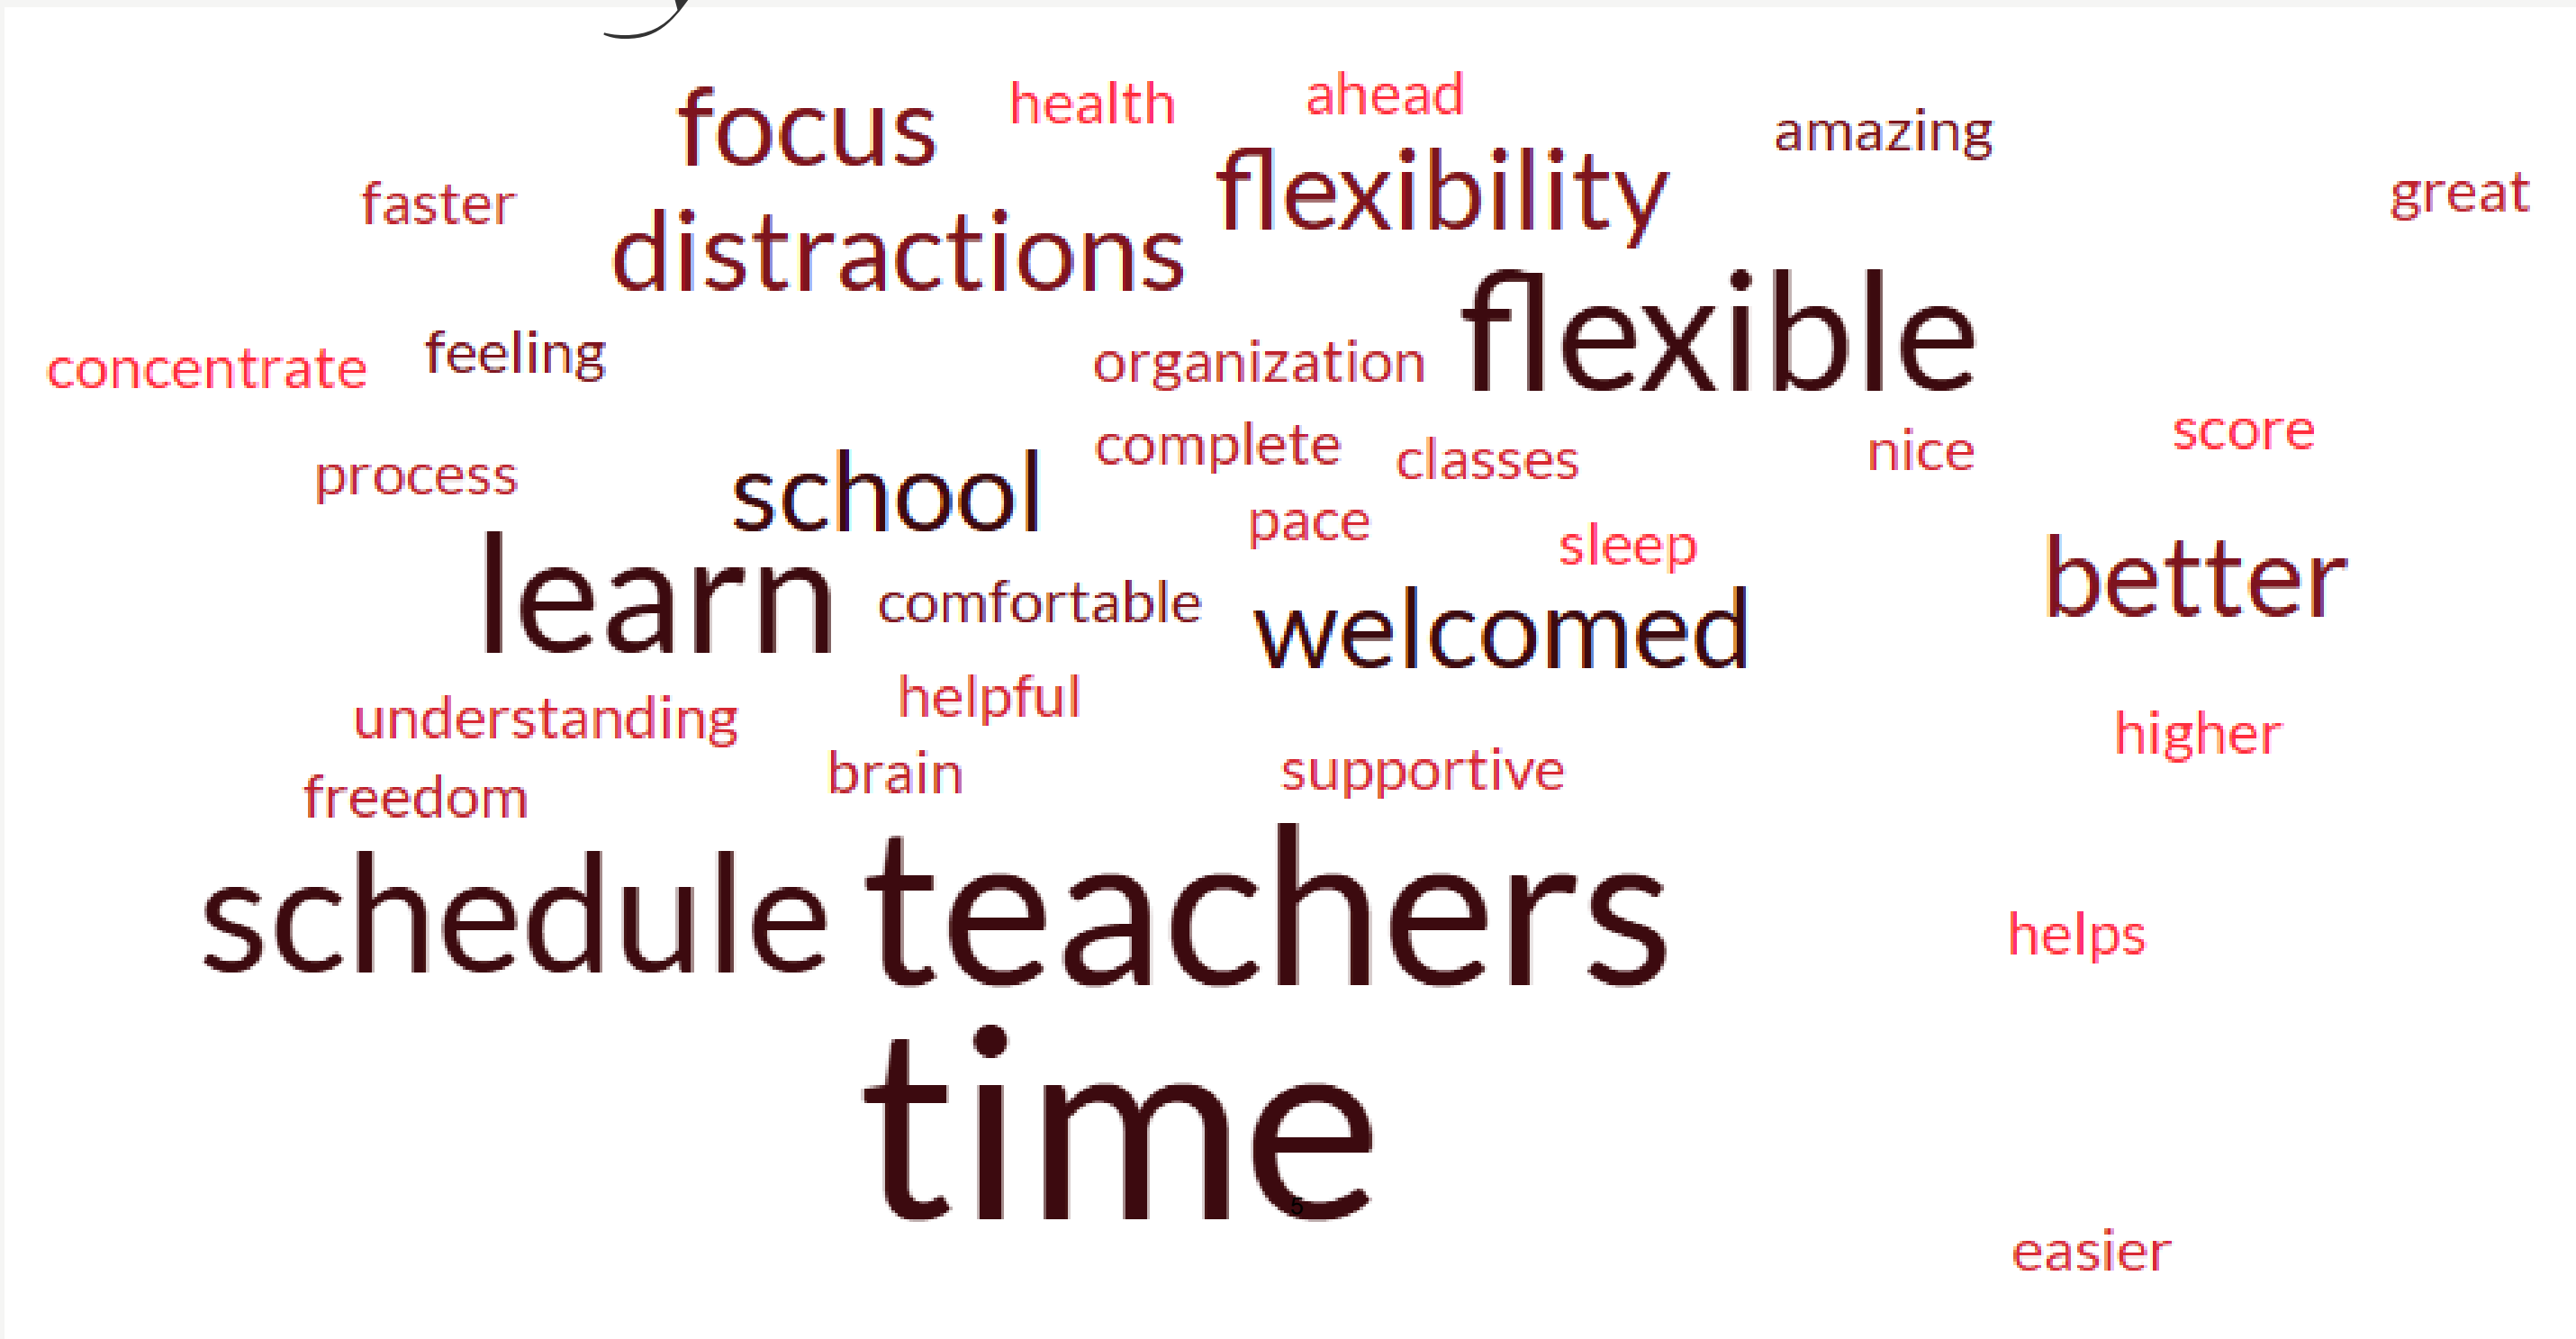 health
ahead
focus
amazing
flexibility
great
faster
distractions
flexible
feeling
organization
concentrate
score
complete
nice
classes
process
school
pace
sleep
better
learn
comfortable
welcomed
helpful
understanding
higher
supportive
brain
freedom
schedule
teachers
helps
time
5
easier